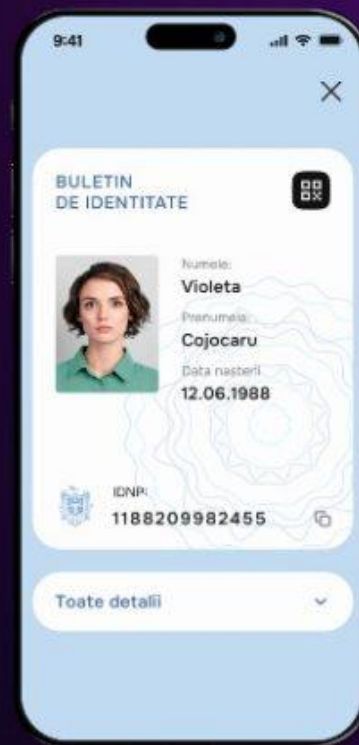 9:41
BULETIN
DE IDENTITATE
Numele:
Violeta
Prenumele:
Cojocaru
Data nasterii
12.06.1988
IDNP:
1188209982455
Toate detalii